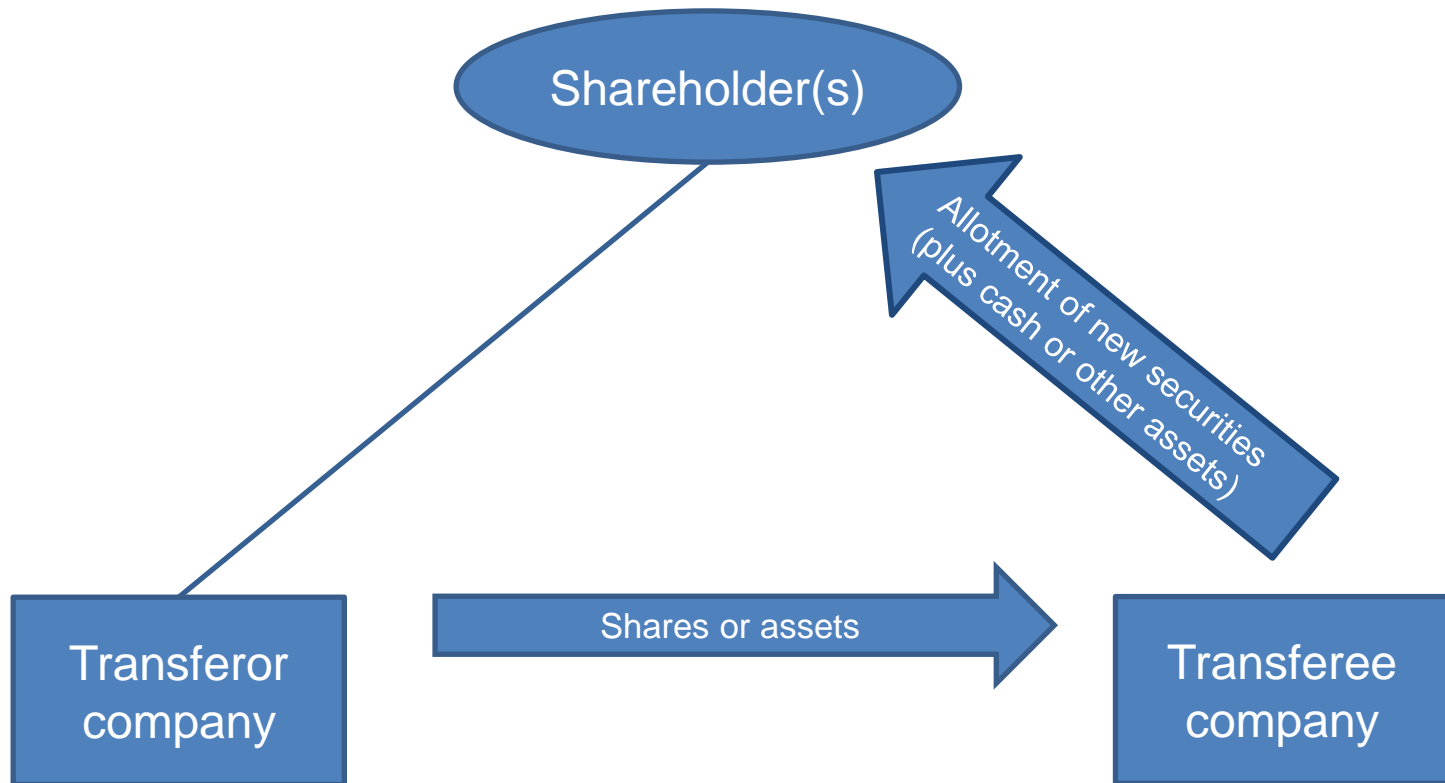 Shareholder(s)
Allotment of new securities
(plus cash or other assets)
Shares or assets
Transferor
company
Transferee
company